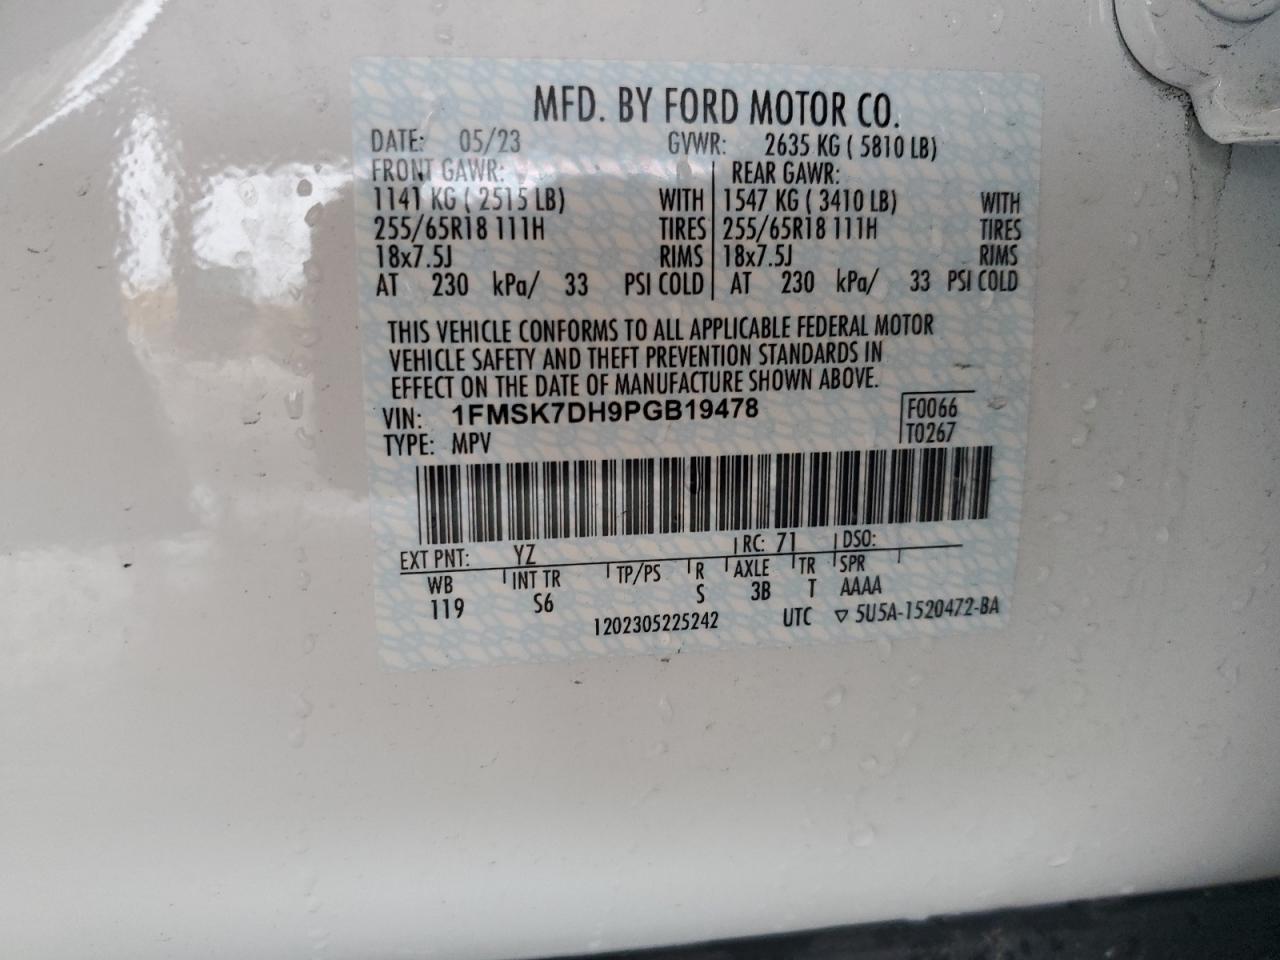 MFD. BY FORD MOTOR CO.
DATE: 05/23 GVWR: 2635 KG ( 5810 LB)
FRONT GAWR: REAR GAWR:
1141 KG ( 2515 LB) WITH 1547 KG ( 3410 LB) WITH
255/65R18 111H TIRES 255/65R18 111H TIRES
18x7.5J RIMS 18x7.5J RIMS
AT 230 kPa/ 33 PSI COLD AT 230 kPa/ 33 PSI COLD
THIS VEHICLE CONFORMS TO ALL APPLICABLE FEDERAL MOTOR
VEHICLE SAFETY AND THEFT PREVENTION STANDARDS IN
EFFECT ON THE DATE OF MANUFACTURE SHOWN ABOVE.
VIN: 1FMSK7DH9PGB19478 F0066
TYPE: MPV T0267
EXT PNT: YZ RC: 71 DSO:
WB INT TR TP/PS R AXLE TR SPR
119 S6 S 3B T AAAA
1202305225242 UTC ▽ 5U5A-1520472-BA